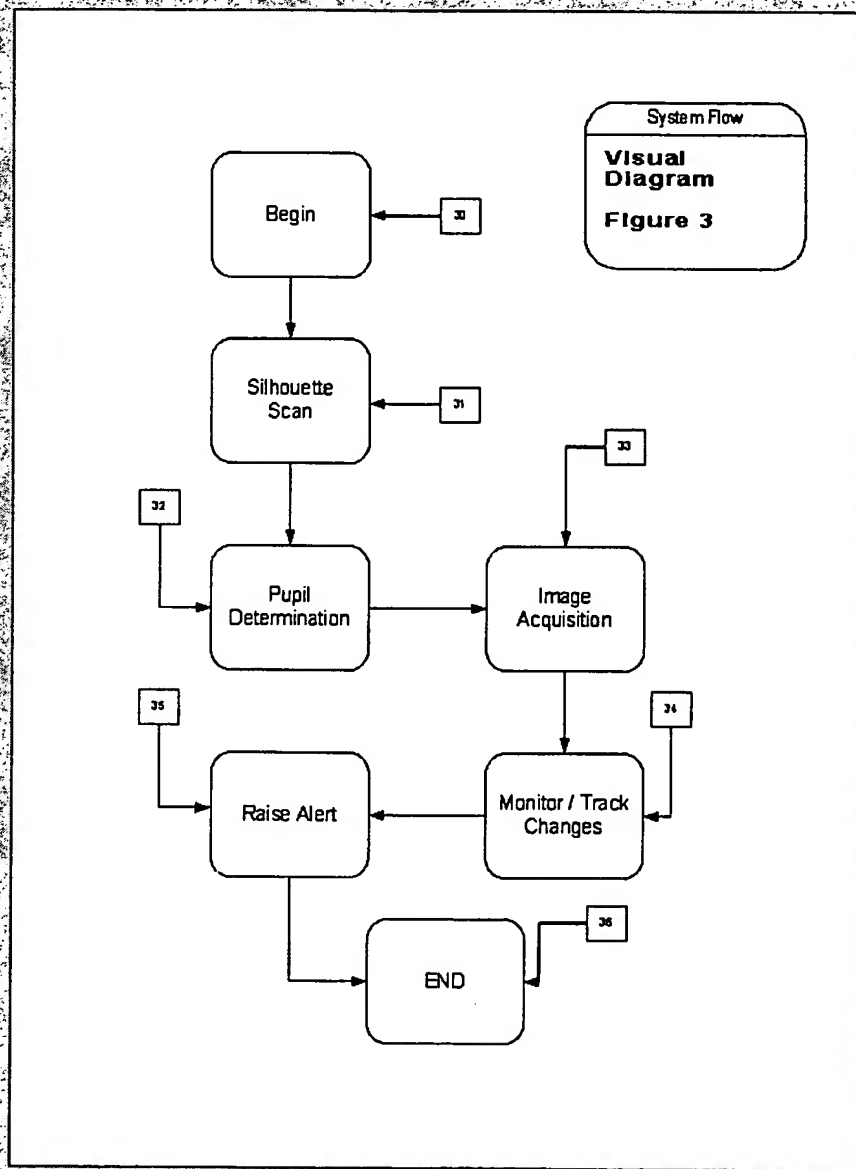 System Flow
Visual
Diagram
Figure 3
Begin
30
Silhouette
Scan
31
33
32
Pupil
Determination
Image
Acquisition
35
34
Raise Alert
Monitor / Track
Changes
36
END